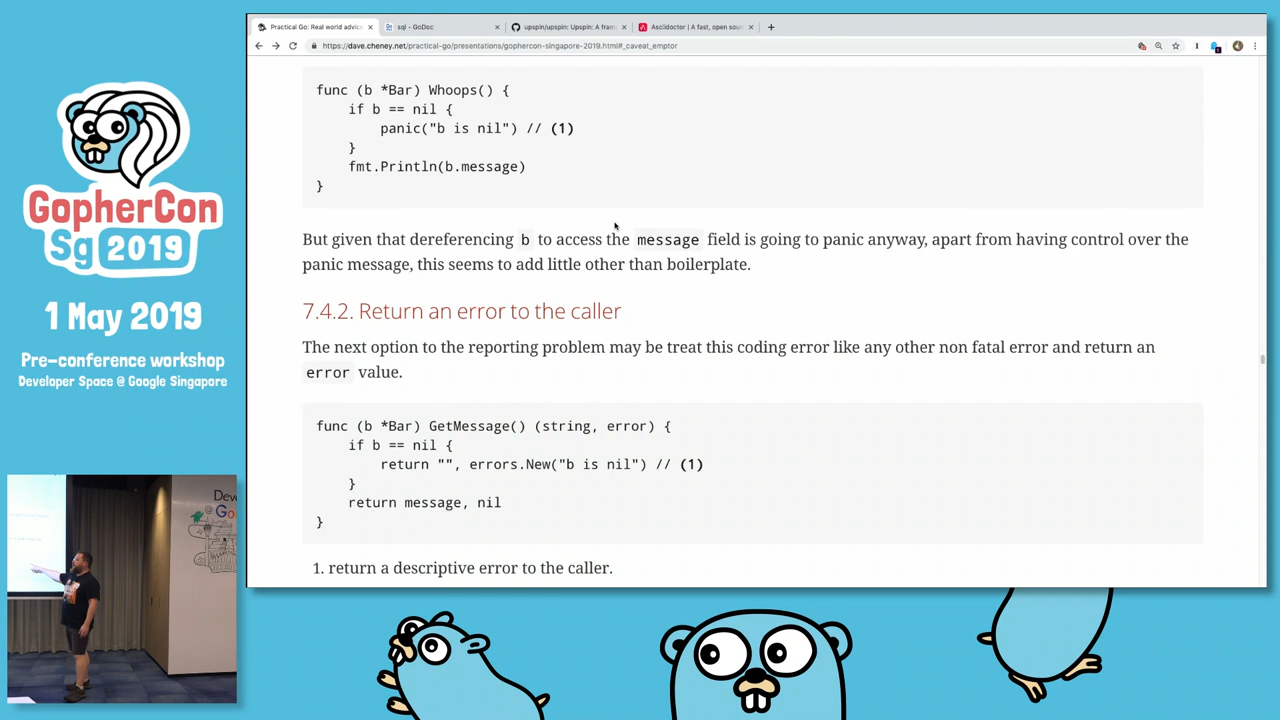 Practical Go: Real world advic
sql - GoDoc
upspin/upspin: Upspin: A fram
Asciidoctor | A fast, open sour
https://dave.cheney.net/practical-go/presentations/gophercon-singapore-2019.html#_caveat_emptor
func (b *Bar) Whoops() {
if b == nil {
panic("b is nil") // (1)
}
fmt.Println(b.message)
}
But given that dereferencing b to access the message field is going to panic anyway, apart from having control over the
panic message, this seems to add little other than boilerplate.
7.4.2. Return an error to the caller
The next option to the reporting problem may be treat this coding error like any other non fatal error and return an
error value.
func (b *Bar) GetMessage() (string, error) {
if b == nil {
return "", errors.New("b is nil") // (1)
}
return message, nil
}
1. return a descriptive error to the caller.
GopherCon
Sg 2019
1 May 2019
Pre-conference workshop
Developer Space @ Google Singapore
Dev
@ Go